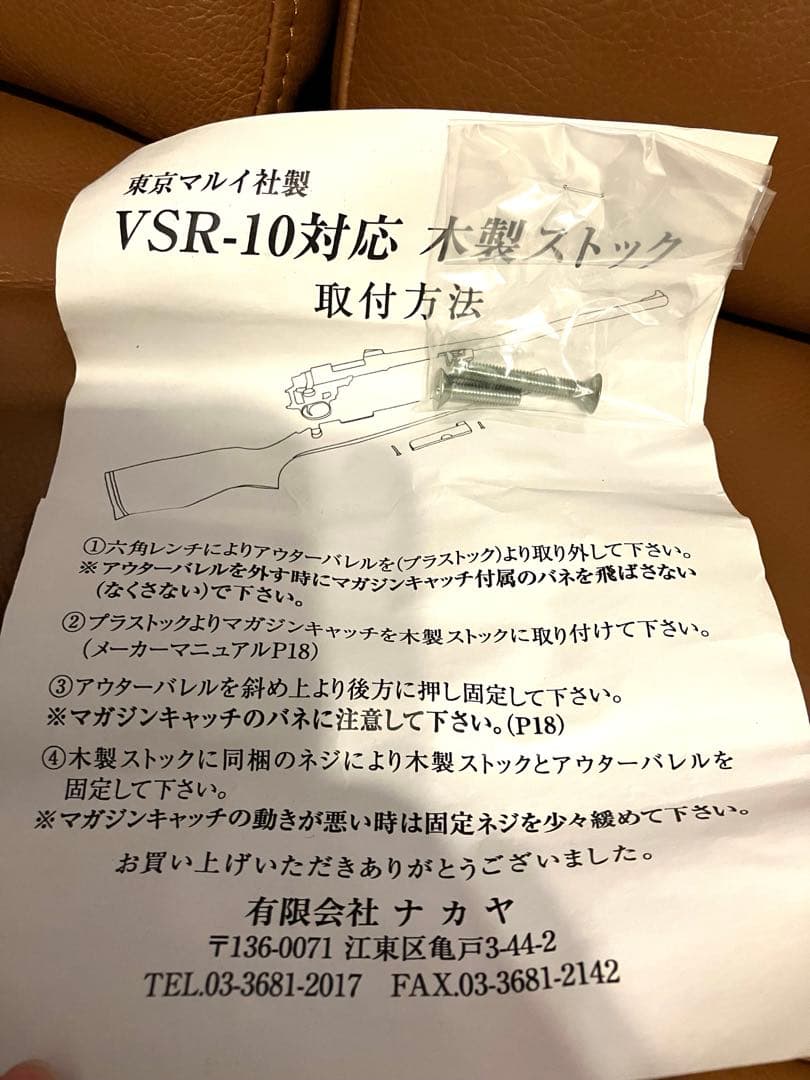 東京マルイ社製
VSR-10対応 木製ストック
取付方法
①六角レンチによりアウターバレルを(プラストック)より取り外して下さい。
※アウターバレルを外す時にマガジンキャッチ付属のバネを飛ばさない
(なくさない)で下さい。
②プラストックよりマガジンキャッチを木製ストックに取り付けて下さい。
(メーカーマニュアルP18)
③アウターバレルを斜め上より後方に押し固定して下さい。
※マガジンキャッチのバネに注意して下さい。(P18)
④木製ストックに同梱のネジにより木製ストックとアウターバレルを
固定して下さい。
※マガジンキャッチの動きが悪い時は固定ネジを少々緩めて下さい。
お買い上げいただきありがとうございました。
有限会社 ナカヤ
〒136-0071 江東区亀戸3-44-2
TEL.03-3681-2017 FAX.03-3681-2142